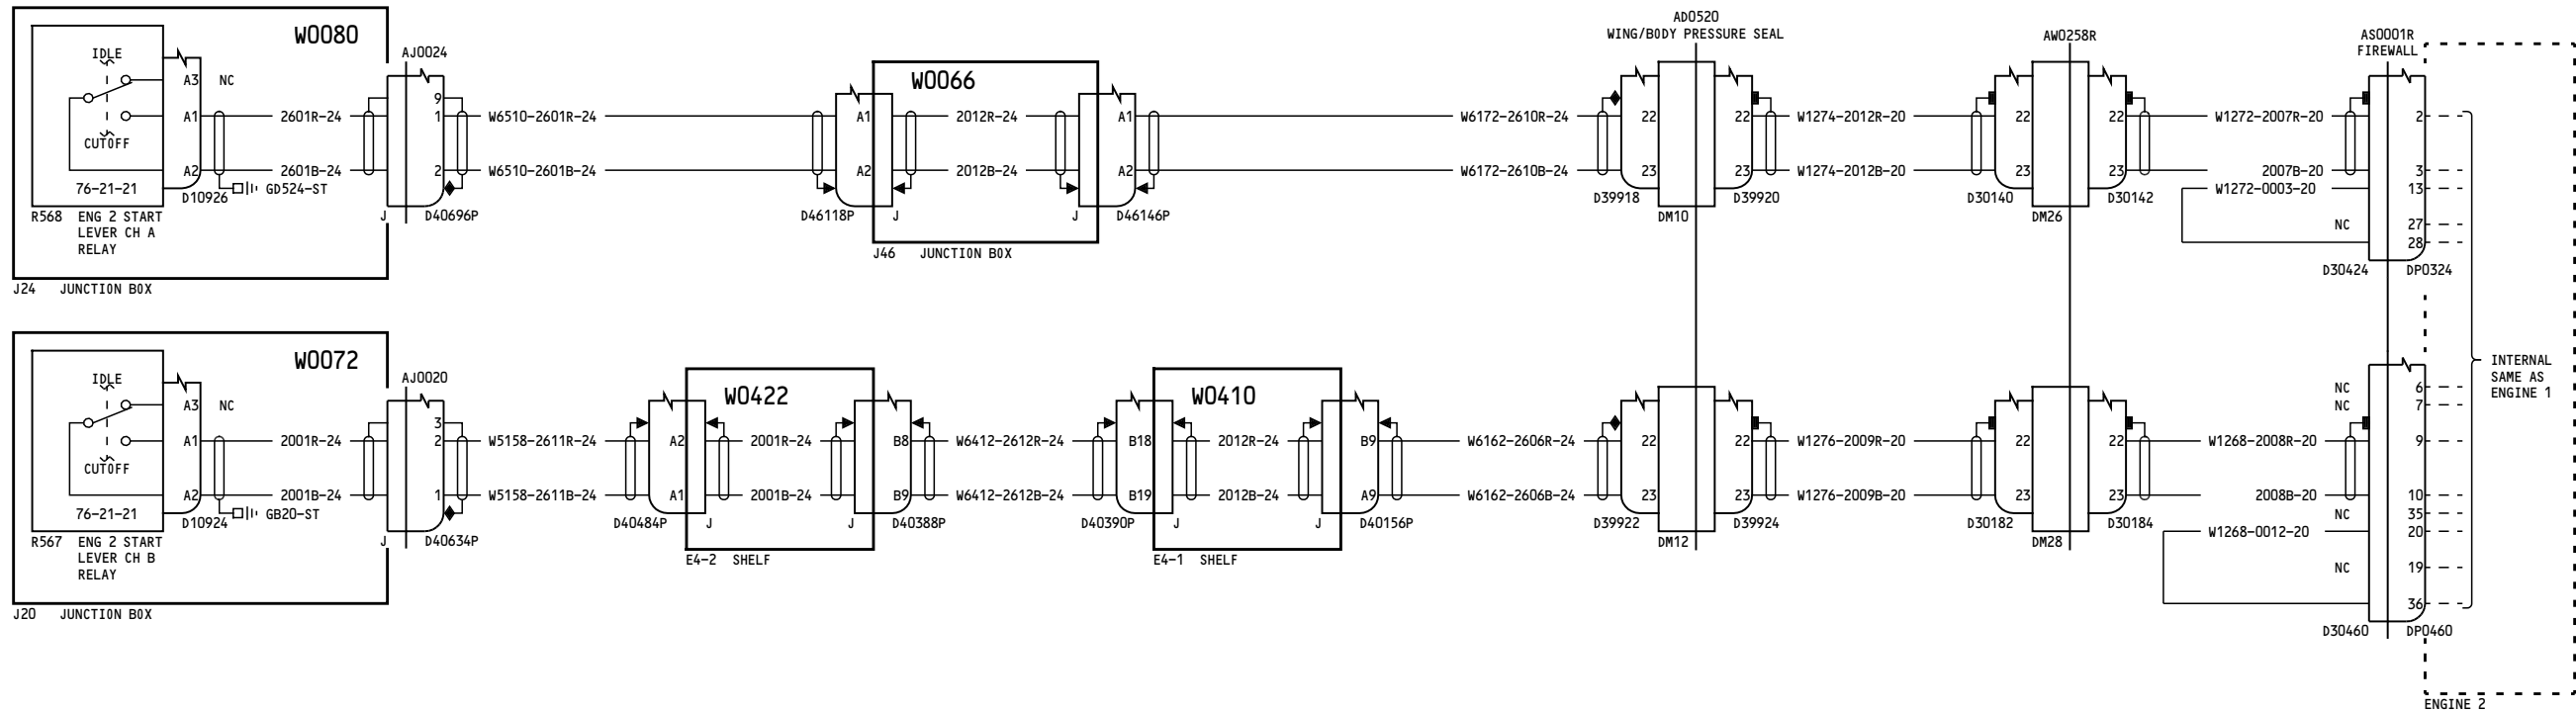 AD0520
WING/BODY PRESSURE SEAL
AW0258R
AS0001R
FIREWALL
W0080
AJ0024
IDLE
A3 NC
A1 2601R-24
CUTOFF
A2 2601B-24
76-21-21
D10926
GD524-ST
R568 ENG 2 START
LEVER CH A
RELAY
J24 JUNCTION BOX
9
1 W6510-2601R-24
2 W6510-2601B-24
J D40696P
W0066
A1 2012R-24 A1
A2 2012B-24 A2
D46118P J
J D46146P
J46 JUNCTION BOX
W6172-2610R-24 22
W6172-2610B-24 23
D39918
DM10
D39920
22 W1274-2012R-20 22
23 W1274-2012B-20 23
D30140
DM26
D30142
22 W1272-2007R-20 2
23 2007B-20 3
W1272-0003-20 13
NC 27
28
D30424 DP0324
W0072
AJ0020
IDLE
A3 NC
A1 2001R-24
CUTOFF
A2 2001B-24
76-21-21
D10924
GB20-ST
R567 ENG 2 START
LEVER CH B
RELAY
J20 JUNCTION BOX
3
2 W5158-2611R-24
1 W5158-2611B-24
J D40634P
W0422
A2 2001R-24 B8
A1 2001B-24 B9
D40484P J
J D40388P
E4-2 SHELF
W6412-2612R-24
W6412-2612B-24
W0410
B18 2012R-24 B9
B19 2012B-24 A9
D40390P J
J D40156P
E4-1 SHELF
W6162-2606R-24 22
W6162-2606B-24 23
D39922
DM12
D39924
22 W1276-2009R-20 22
23 W1276-2009B-20 23
D30182
DM28
D30184
NC 6
NC 7
22 W1268-2008R-20 9
23 2008B-20 10
NC 35
W1268-0012-20 20
NC 19
36
D30460 DP0460
INTERNAL
SAME AS
ENGINE 1
ENGINE 2